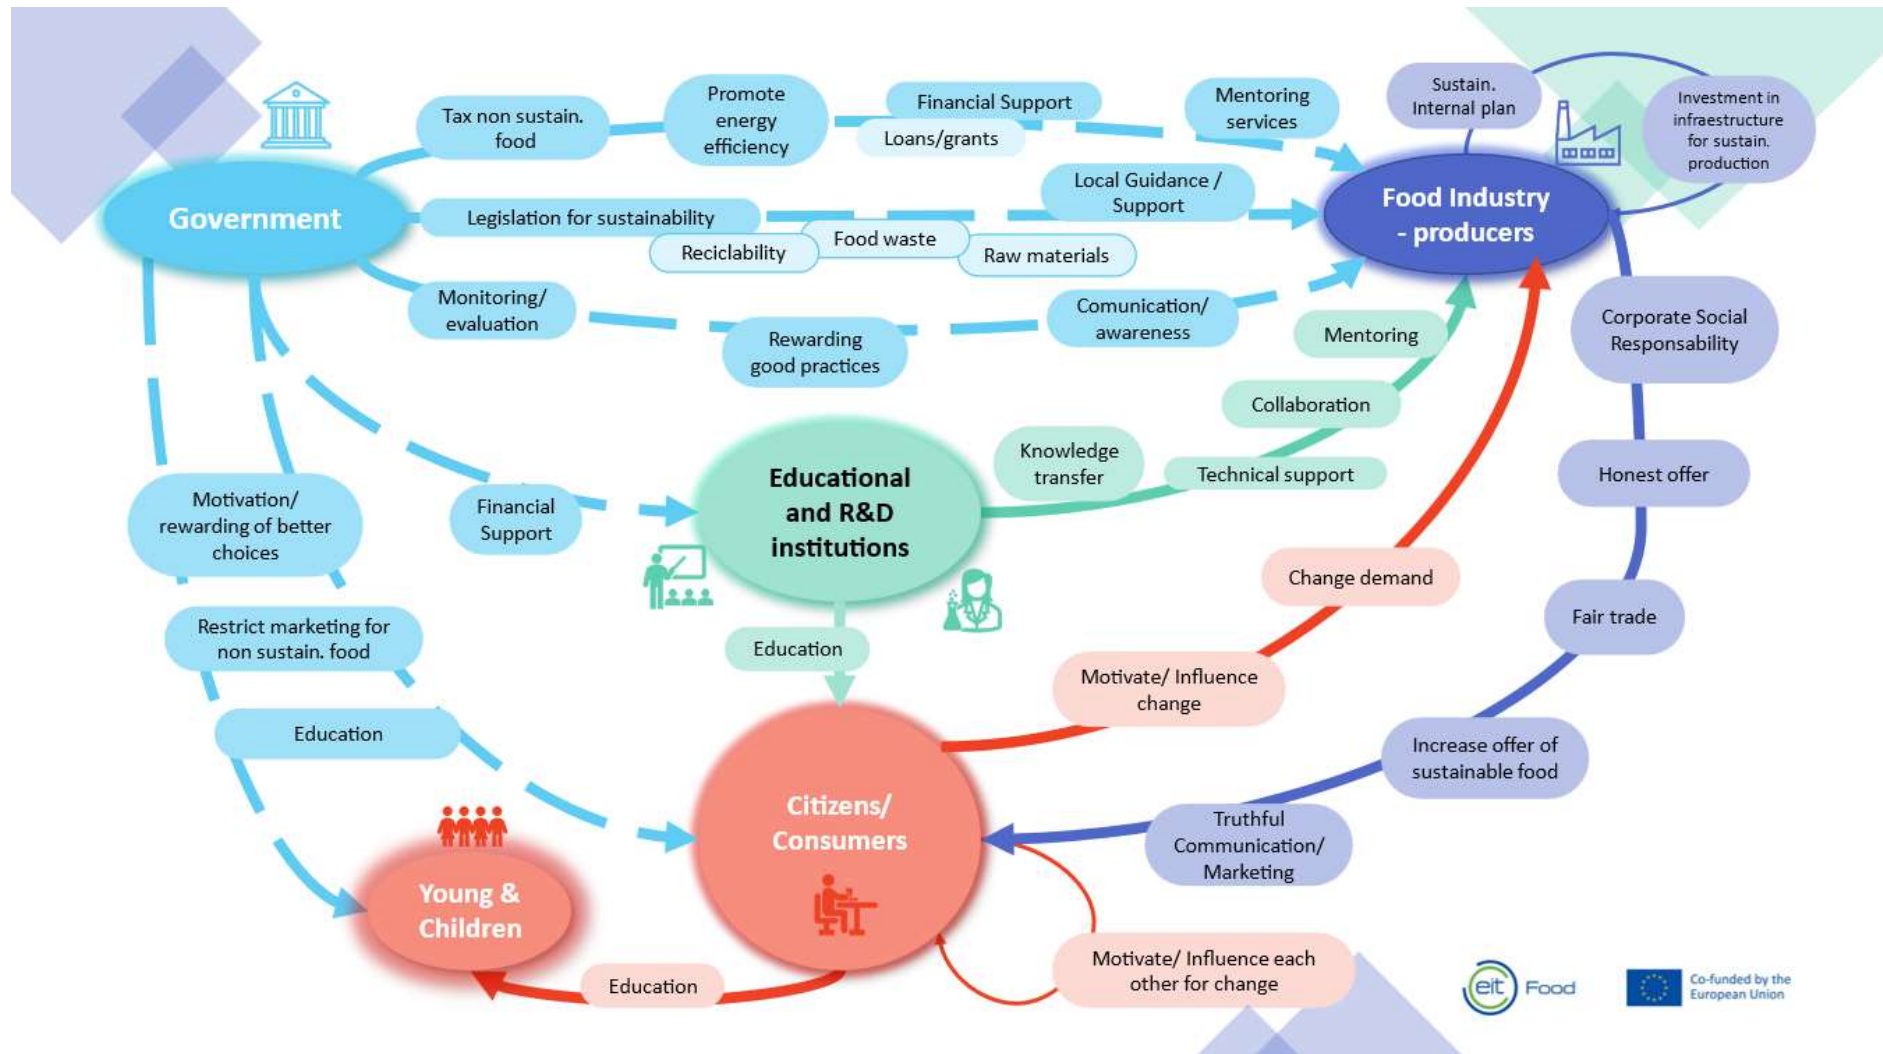 Tax non sustain.
food
Promote
energy
efficiency
Financial Support
Loans/grants
Mentoring
services
Sustain.
Internal plan
Investment in
infraestructure
for sustain.
production
Government
Legislation for sustainability
Reciclability
Food waste
Raw materials
Local Guidance /
Support
Food Industry
- producers
Monitoring/
evaluation
Rewarding
good practices
Comunication/
awareness
Mentoring
Collaboration
Knowledge
transfer
Technical support
Corporate Social
Responsability
Honest offer
Fair trade
Increase offer of
sustainable food
Truthful
Communication/
Marketing
Motivation/
rewarding of better
choices
Financial
Support
Educational
and R&D
institutions
Restrict marketing for
non sustain. food
Education
Education
Change demand
Motivate/ Influence
change
Citizens/
Consumers
Young &
Children
Education
Motivate/ Influence each
other for change
eit Food
Co-funded by the
European Union